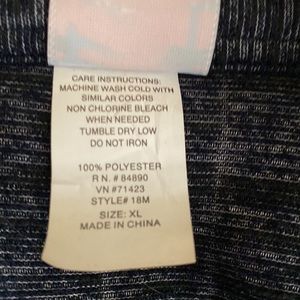 CARE INSTRUCTIONS:
MACHINE WASH COLD WITH
SIMILAR COLORS
NON CHLORINE BLEACH
WHEN NEEDED
TUMBLE DRY LOW
DO NOT IRON
100% POLYESTER
R N. # 84890
VN #71423
STYLE# 18M
SIZE: XL
MADE IN CHINA